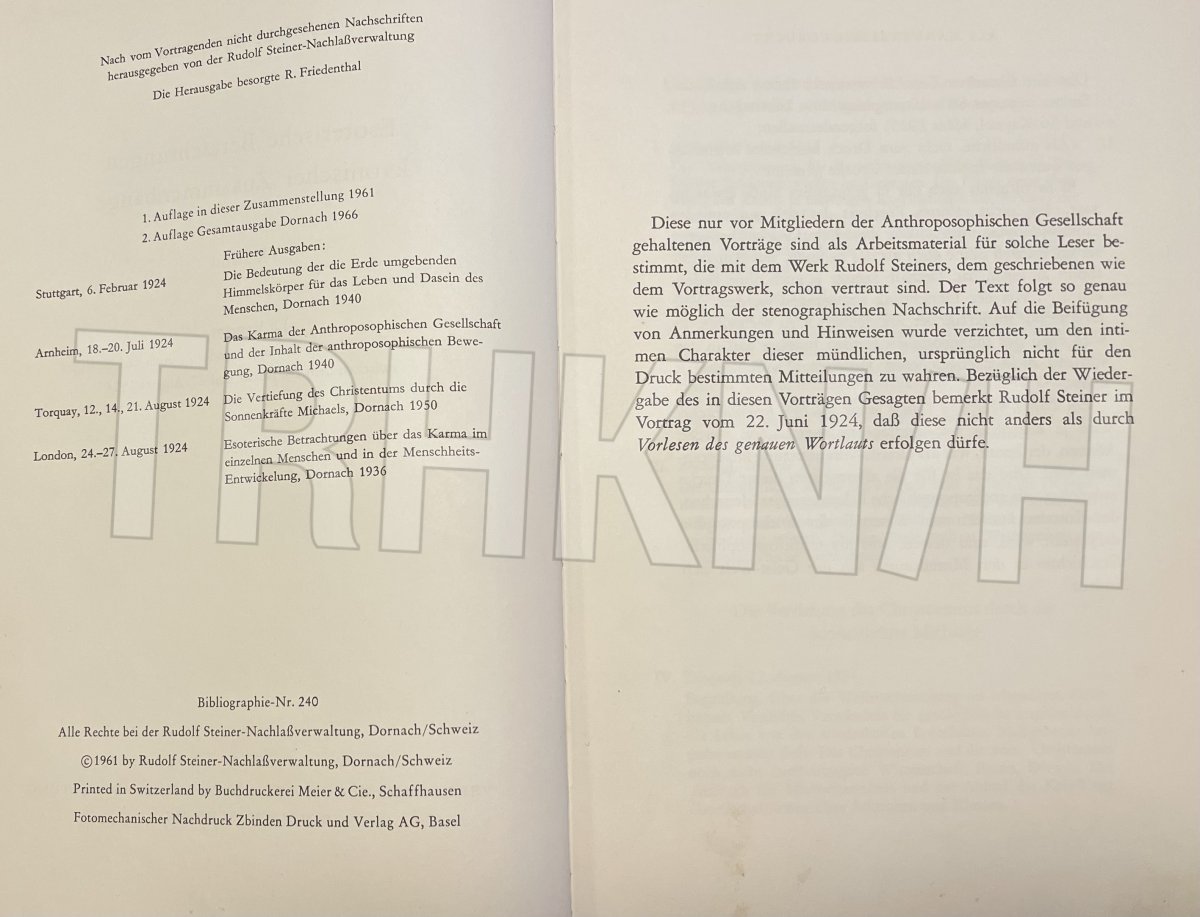 Nach vom Vortragenden nicht durchgesehenen Nachschriften
herausgegeben von der Rudolf Steiner-Nachlaßverwaltung
Die Herausgabe besorgte R. Friedenthal
1. Auflage in dieser Zusammenstellung 1961
2. Auflage Gesamtausgabe Dornach 1966
Frühere Ausgaben:
Stuttgart, 6. Februar 1924
Die Bedeutung der die Erde umgebenden
Himmelskörper für das Leben und Dasein des
Menschen, Dornach 1940
Arnheim, 18.–20. Juli 1924
Das Karma der Anthroposophischen Gesellschaft
und der Inhalt der anthroposophischen Bewe-
gung, Dornach 1940
Torquay, 12., 14., 21. August 1924
Die Vertiefung des Christentums durch die
Sonnenkräfte Michaels, Dornach 1950
London, 24.–27. August 1924
Esoterische Betrachtungen über das Karma im
einzelnen Menschen und in der Menschheits-
Entwickelung, Dornach 1936
Bibliographie-Nr. 240
Alle Rechte bei der Rudolf Steiner-Nachlaßverwaltung, Dornach/Schweiz
©1961 by Rudolf Steiner-Nachlaßverwaltung, Dornach/Schweiz
Printed in Switzerland by Buchdruckerei Meier & Cie., Schaffhausen
Fotomechanischer Nachdruck Zbinden Druck und Verlag AG, Basel
Diese nur vor Mitgliedern der Anthroposophischen Gesellschaft
gehaltenen Vorträge sind als Arbeitsmaterial für solche Leser be-
stimmt, die mit dem Werk Rudolf Steiners, dem geschriebenen wie
dem Vortragswerk, schon vertraut sind. Der Text folgt so genau
wie möglich der stenographischen Nachschrift. Auf die Beifügung
von Anmerkungen und Hinweisen wurde verzichtet, um den inti-
men Charakter dieser mündlichen, ursprünglich nicht für den
Druck bestimmten Mitteilungen zu wahren. Bezüglich der Wieder-
gabe des in diesen Vorträgen Gesagten bemerkt Rudolf Steiner im
Vortrag vom 22. Juni 1924, daß diese nicht anders als durch
Vorlesen des genauen Wortlauts erfolgen dürfe.
TRHKN/H